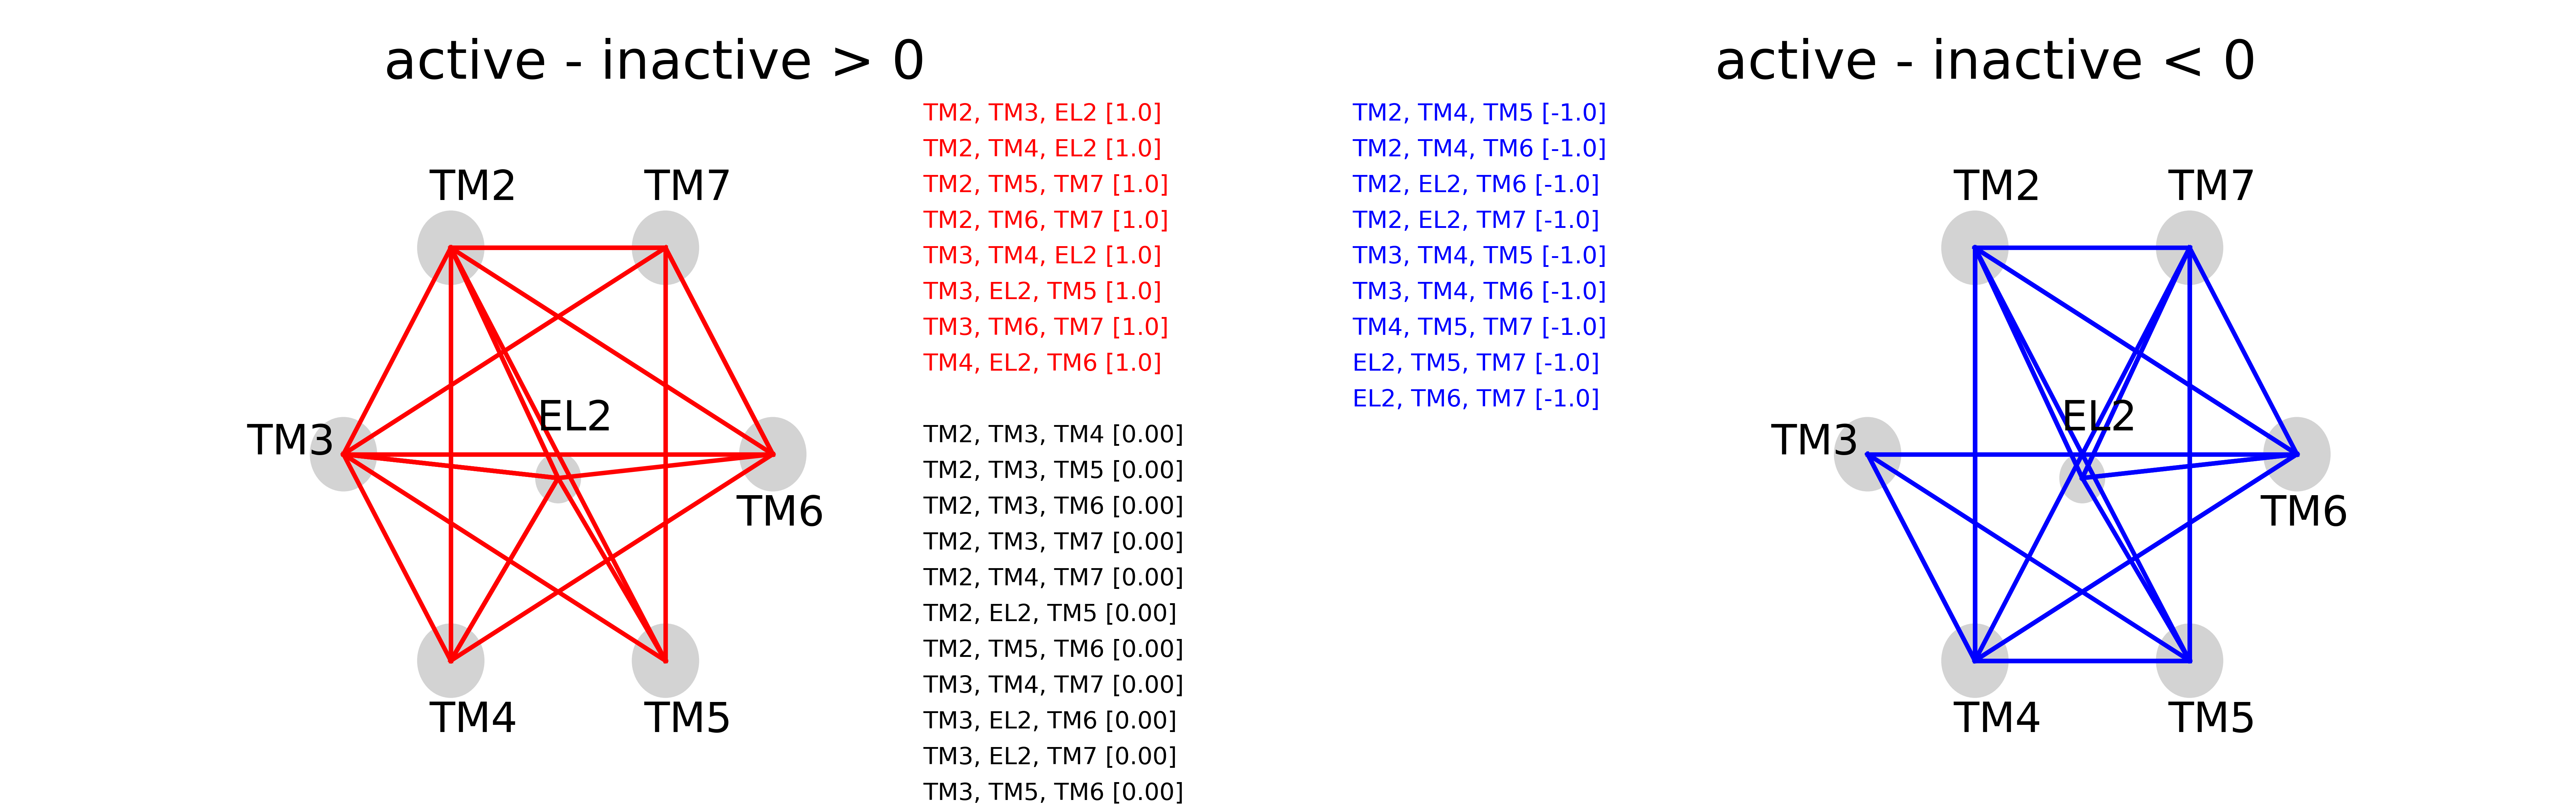 active - inactive > 0
TM2
TM7
TM3
EL2
TM6
TM4
TM5
TM2, TM3, EL2 [1.0]
TM2, TM4, EL2 [1.0]
TM2, TM5, TM7 [1.0]
TM2, TM6, TM7 [1.0]
TM3, TM4, EL2 [1.0]
TM3, EL2, TM5 [1.0]
TM3, TM6, TM7 [1.0]
TM4, EL2, TM6 [1.0]
TM2, TM3, TM4 [0.00]
TM2, TM3, TM5 [0.00]
TM2, TM3, TM6 [0.00]
TM2, TM3, TM7 [0.00]
TM2, TM4, TM7 [0.00]
TM2, EL2, TM5 [0.00]
TM2, TM5, TM6 [0.00]
TM3, TM4, TM7 [0.00]
TM3, EL2, TM6 [0.00]
TM3, EL2, TM7 [0.00]
TM3, TM5, TM6 [0.00]
TM2, TM4, TM5 [-1.0]
TM2, TM4, TM6 [-1.0]
TM2, EL2, TM6 [-1.0]
TM2, EL2, TM7 [-1.0]
TM3, TM4, TM5 [-1.0]
TM3, TM4, TM6 [-1.0]
TM4, TM5, TM7 [-1.0]
EL2, TM5, TM7 [-1.0]
EL2, TM6, TM7 [-1.0]
active - inactive < 0
TM2
TM7
TM3
EL2
TM6
TM4
TM5